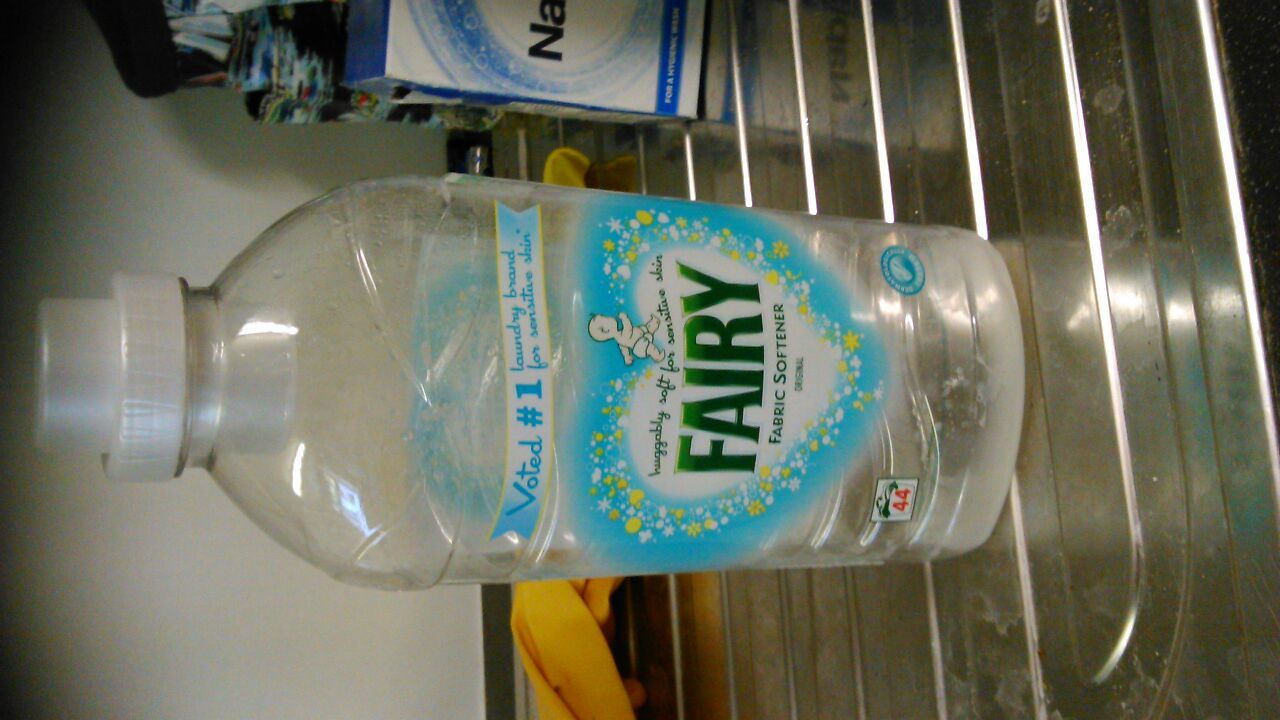 Voted #1 laundry brand
for sensitive skin*
huggably soft for sensitive skin
FAIRY
FABRIC SOFTENER
ORIGINAL
44
Na
FOR A HYGIENIC WASH